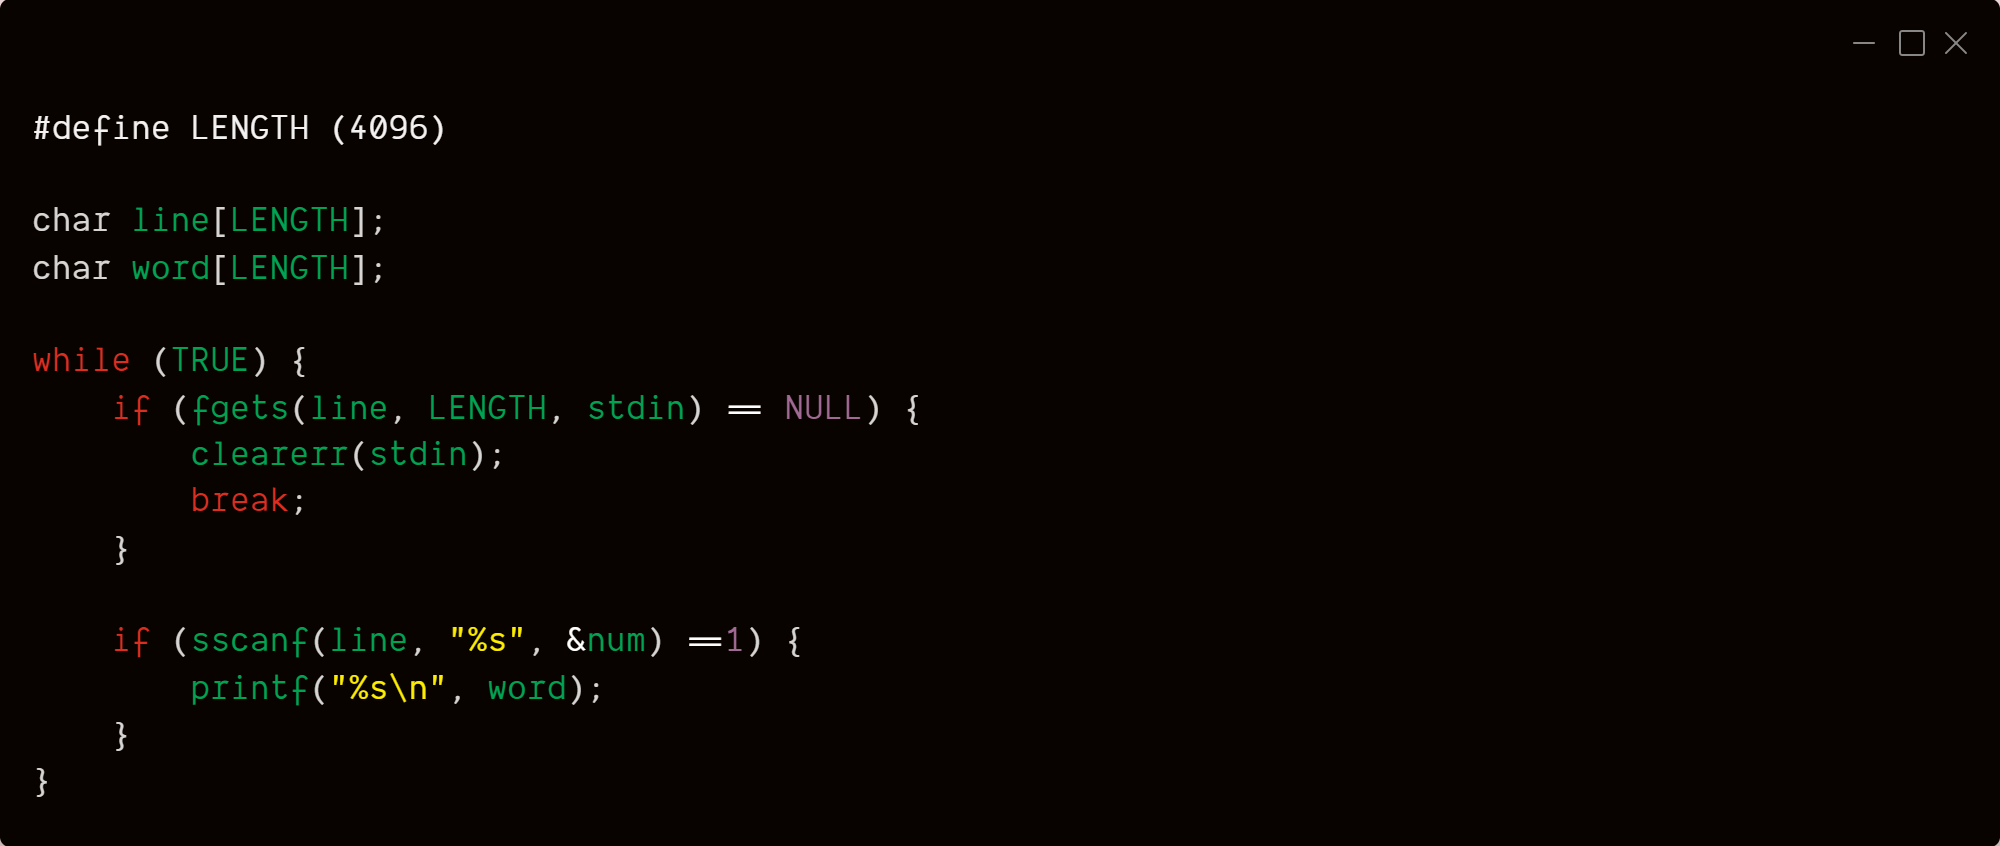 #define LENGTH (4096)
char line[LENGTH];
char word[LENGTH];
while (TRUE) {
if (fgets(line, LENGTH, stdin) == NULL) {
clearerr(stdin);
break;
}
if (sscanf(line, "%s", &num) ==1) {
printf("%s\n", word);
}
}